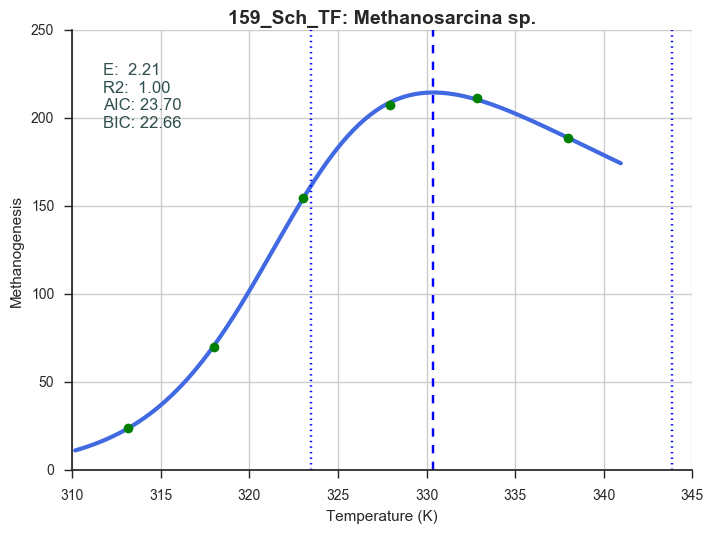 159_Sch_TF: Methanosarcina sp.
E:  2.21
R2:  1.00
AIC: 23.70
BIC: 22.66
Methanogenesis
250
200
150
100
50
0
310 315 320 325 330 335 340 345
Temperature (K)